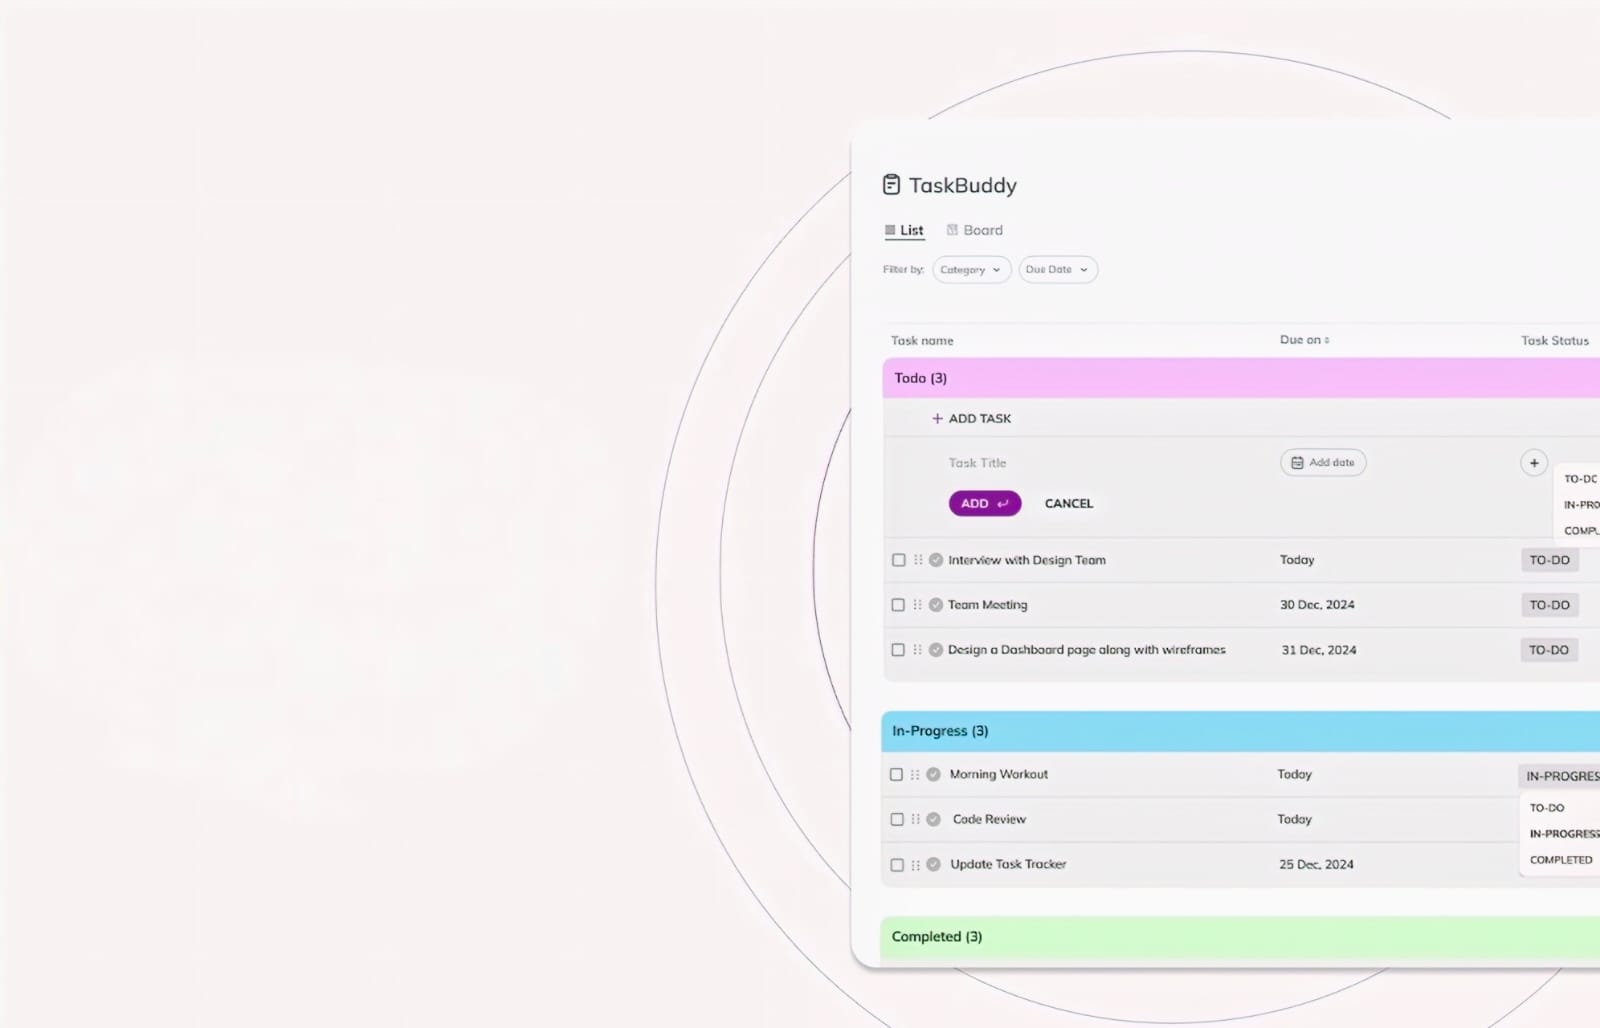 TaskBuddy
List Board
Filter by: Category Due Date
Task name Due on Task Status
Todo (3)
+ ADD TASK
Task Title Add date +
TO-DO
IN-PRO
ADD CANCEL
COMPL
Interview with Design Team Today TO-DO
Team Meeting 30 Dec, 2024 TO-DO
Design a Dashboard page along with wireframes 31 Dec, 2024 TO-DO
In-Progress (3)
Morning Workout Today IN-PROGRES
TO-DO
Code Review Today
IN-PROGRESS
Update Task Tracker 25 Dec, 2024 COMPLETED
Completed (3)